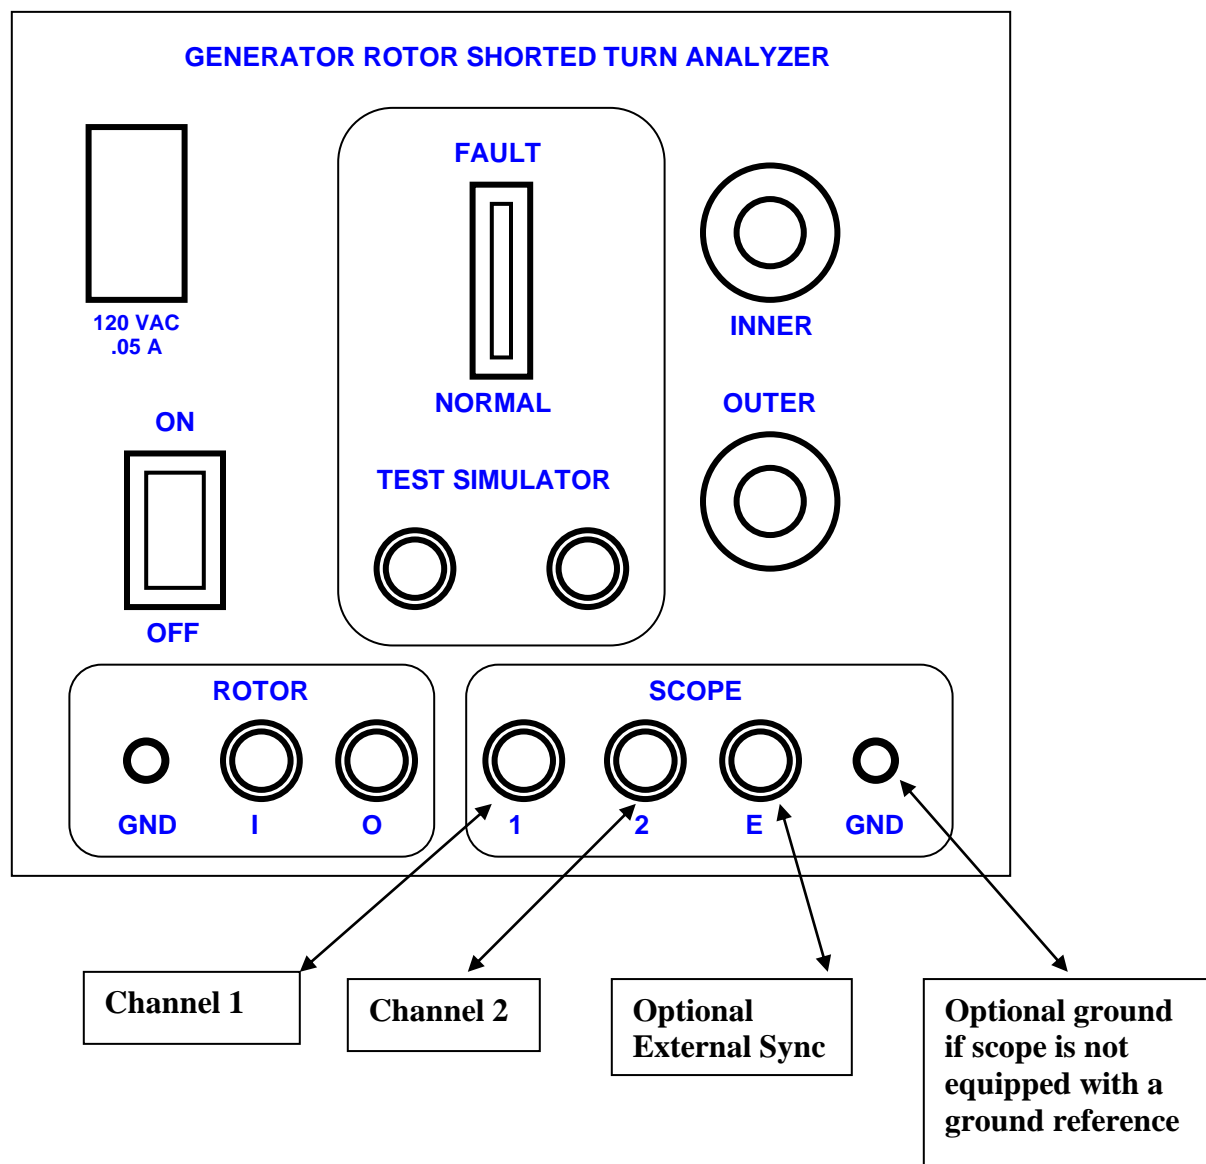 GENERATOR ROTOR SHORTED TURN ANALYZER
FAULT
120 VAC
.05 A
INNER
NORMAL
OUTER
ON
TEST SIMULATOR
OFF
ROTOR
GND I O
SCOPE
1 2 E GND
Channel 1
Channel 2
Optional
External Sync
Optional ground
if scope is not
equipped with a
ground reference